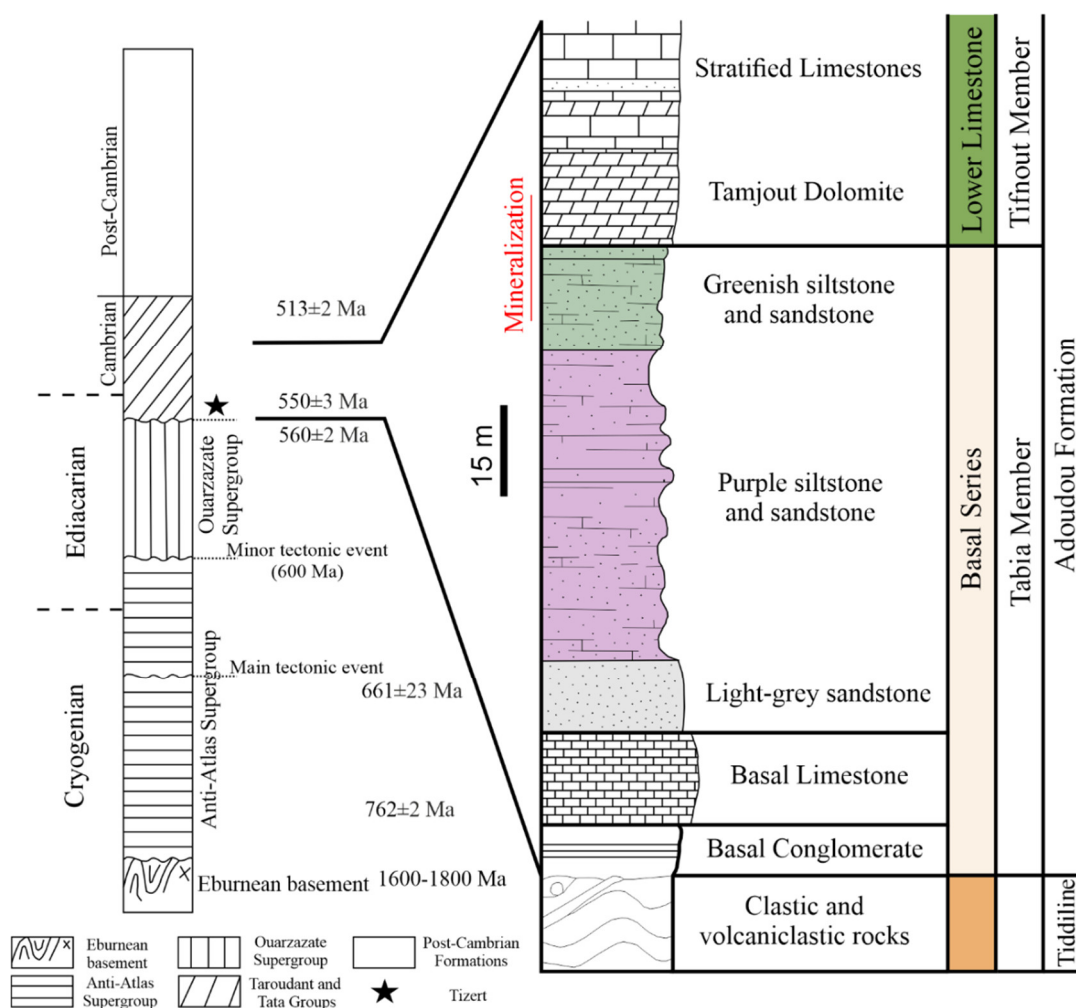 Post-Cambrian
Cambrian
Ediacarian
Cryogenian
513±2 Ma
550±3 Ma
560±2 Ma
Ouarzazate
Supergroup
Minor tectonic event
(600 Ma)
Main tectonic event
661±23 Ma
Anti-Atlas Supergroup
762±2 Ma
Eburnean basement
1600-1800 Ma
x
Mineralization
15 m
Stratified Limestones
Tamjout Dolomite
Greenish siltstone
and sandstone
Purple siltstone
and sandstone
Light-grey sandstone
Basal Limestone
Basal Conglomerate
Clastic and
volcaniclastic rocks
Lower Limestone
Basal Series
Tifnout Member
Tabia Member
Adoudou Formation
Tiddiline
x
Eburnean
basement
Ouarzazate
Supergroup
Post-Cambrian
Formations
Anti-Atlas
Supergroup
Taroudant and
Tata Groups
Tizert